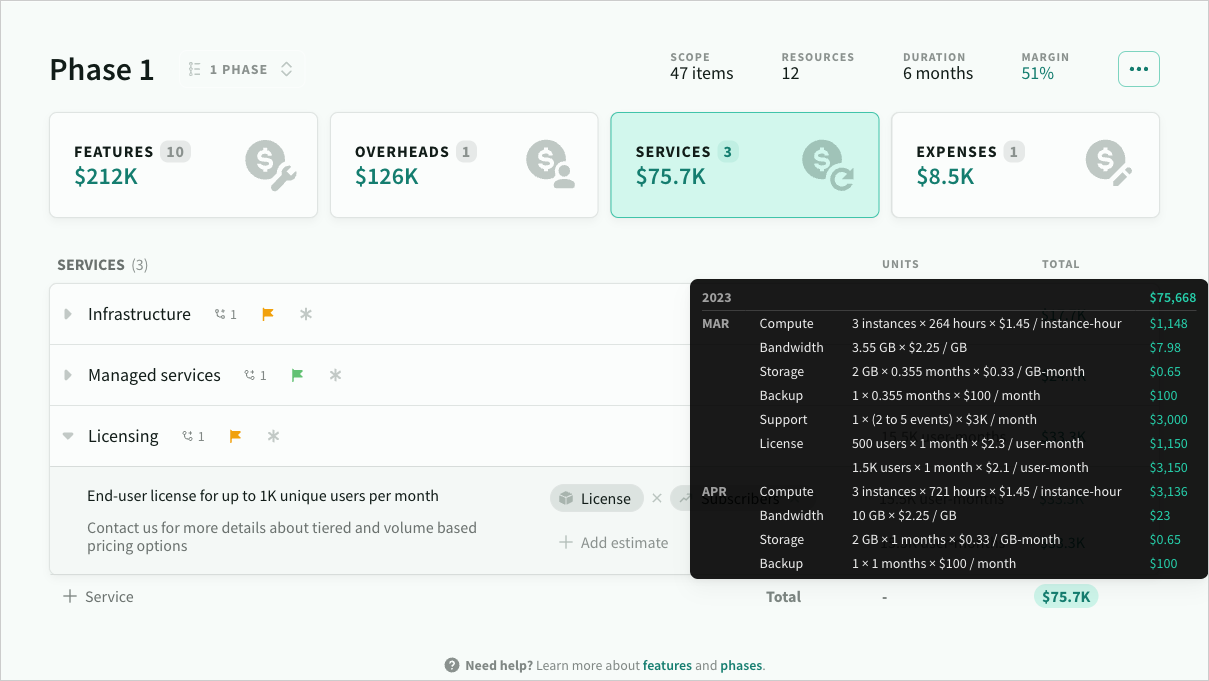 Phase 1
1 PHASE
SCOPE
47 items
RESOURCES
12
DURATION
6 months
MARGIN
51%
FEATURES 10
$212K
OVERHEADS 1
$126K
SERVICES 3
$75.7K
EXPENSES 1
$8.5K
SERVICES (3)
UNITS
TOTAL
Infrastructure 1
Managed services 1
Licensing 1
End-user license for up to 1K unique users per month
Contact us for more details about tiered and volume based
pricing options
License × Subscribers
+ Add estimate
2023 $75,668
MAR Compute 3 instances × 264 hours × $1.45 / instance-hour $1,148
Bandwidth 3.55 GB × $2.25 / GB $7.98
Storage 2 GB × 0.355 months × $0.33 / GB-month $0.65
Backup 1 × 0.355 months × $100 / month $100
Support 1 × (2 to 5 events) × $3K / month $3,000
License 500 users × 1 month × $2.3 / user-month $1,150
1.5K users × 1 month × $2.1 / user-month $3,150
APR Compute 3 instances × 721 hours × $1.45 / instance-hour $3,136
Bandwidth 10 GB × $2.25 / GB $23
Storage 2 GB × 1 months × $0.33 / GB-month $0.65
Backup 1 × 1 months × $100 / month $100
+ Service
Total - $75.7K
? Need help? Learn more about features and phases.